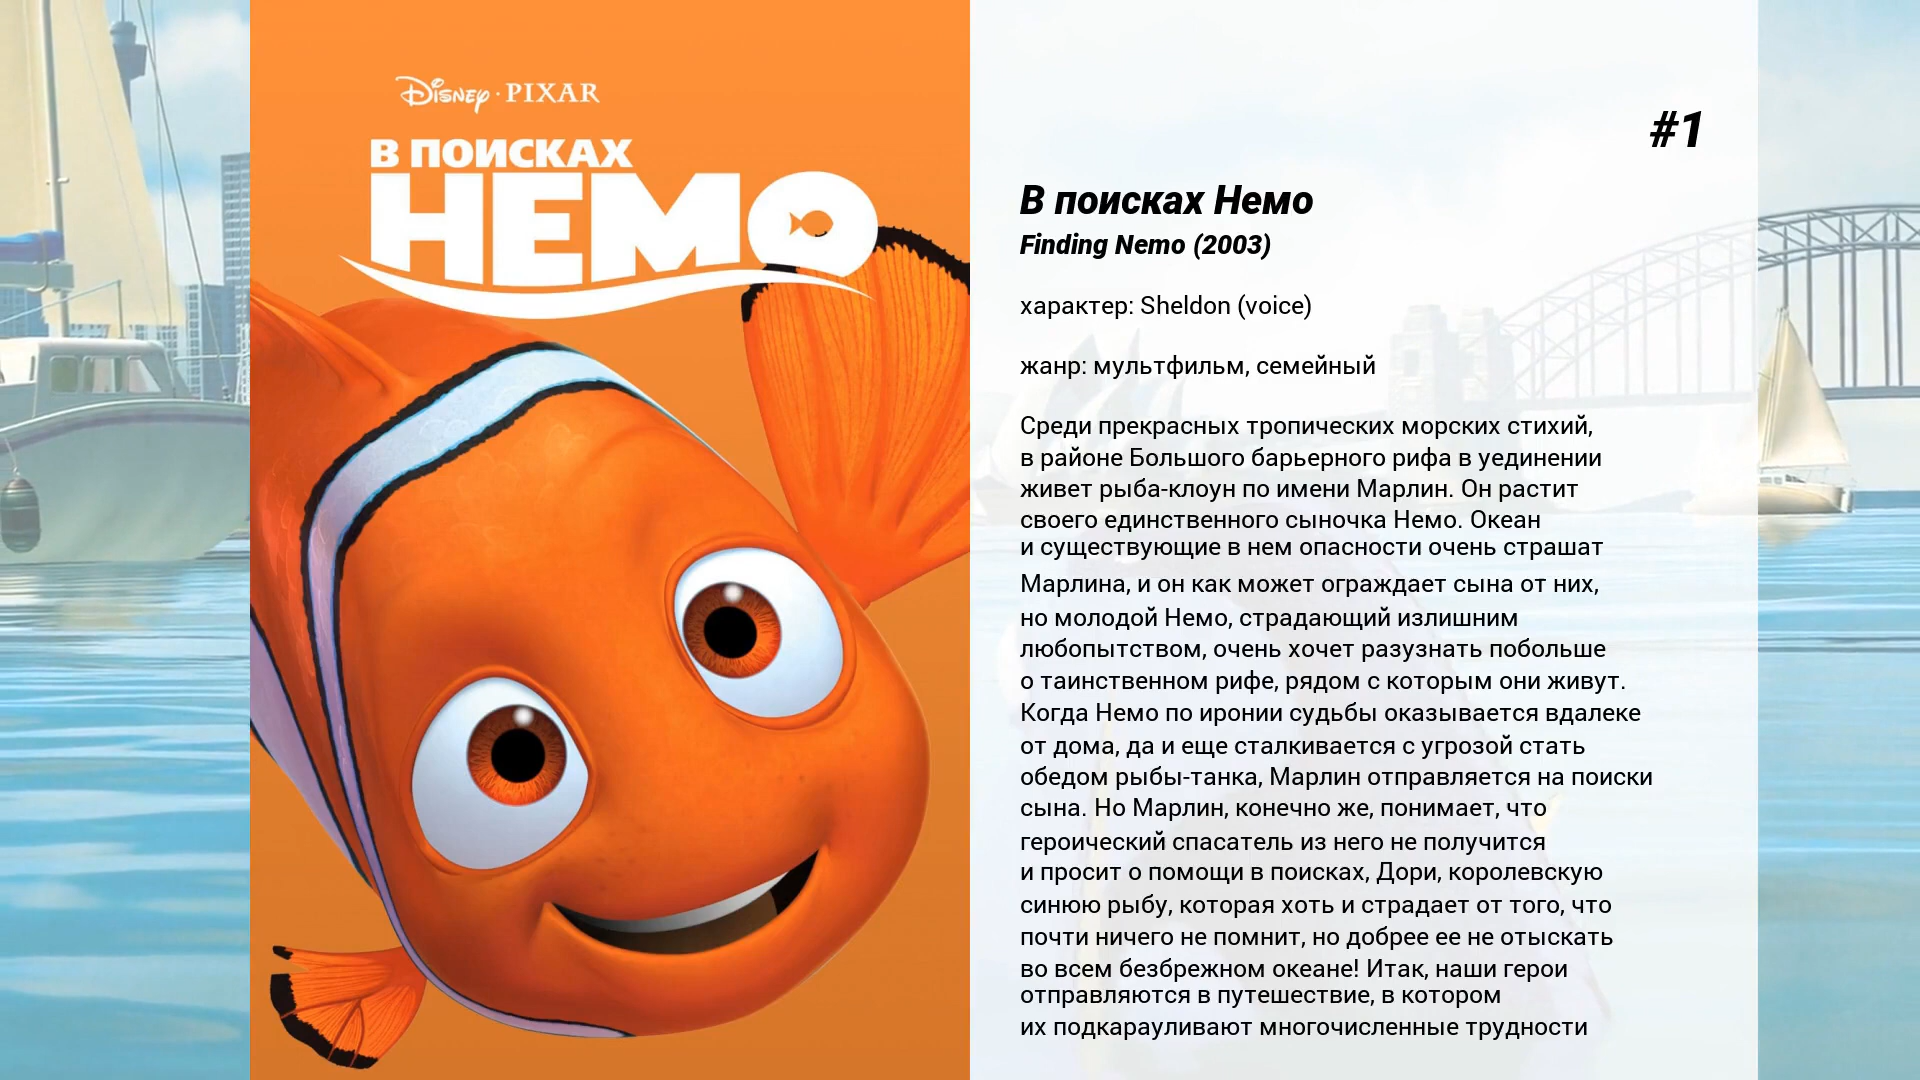 Disney · PIXAR
В ПОИСКАХ
НЕМО
#1
В поисках Немо
Finding Nemo (2003)
характер: Sheldon (voice)
жанр: мультфильм, семейный
Среди прекрасных тропических морских стихий,
в районе Большого барьерного рифа в уединении
живет рыба-клоун по имени Марлин. Он растит
своего единственного сыночка Немо. Океан
и существующие в нем опасности очень страшат
Марлина, и он как может ограждает сына от них,
но молодой Немо, страдающий излишним
любопытством, очень хочет разузнать побольше
о таинственном рифе, рядом с которым они живут.
Когда Немо по иронии судьбы оказывается вдалеке
от дома, да и еще сталкивается с угрозой стать
обедом рыбы-танка, Марлин отправляется на поиски
сына. Но Марлин, конечно же, понимает, что
героический спасатель из него не получится
и просит о помощи в поисках, Дори, королевскую
синюю рыбу, которая хоть и страдает от того, что
почти ничего не помнит, но добрее ее не отыскать
во всем безбрежном океане! Итак, наши герои
отправляются в путешествие, в котором
их подкарауливают многочисленные трудности